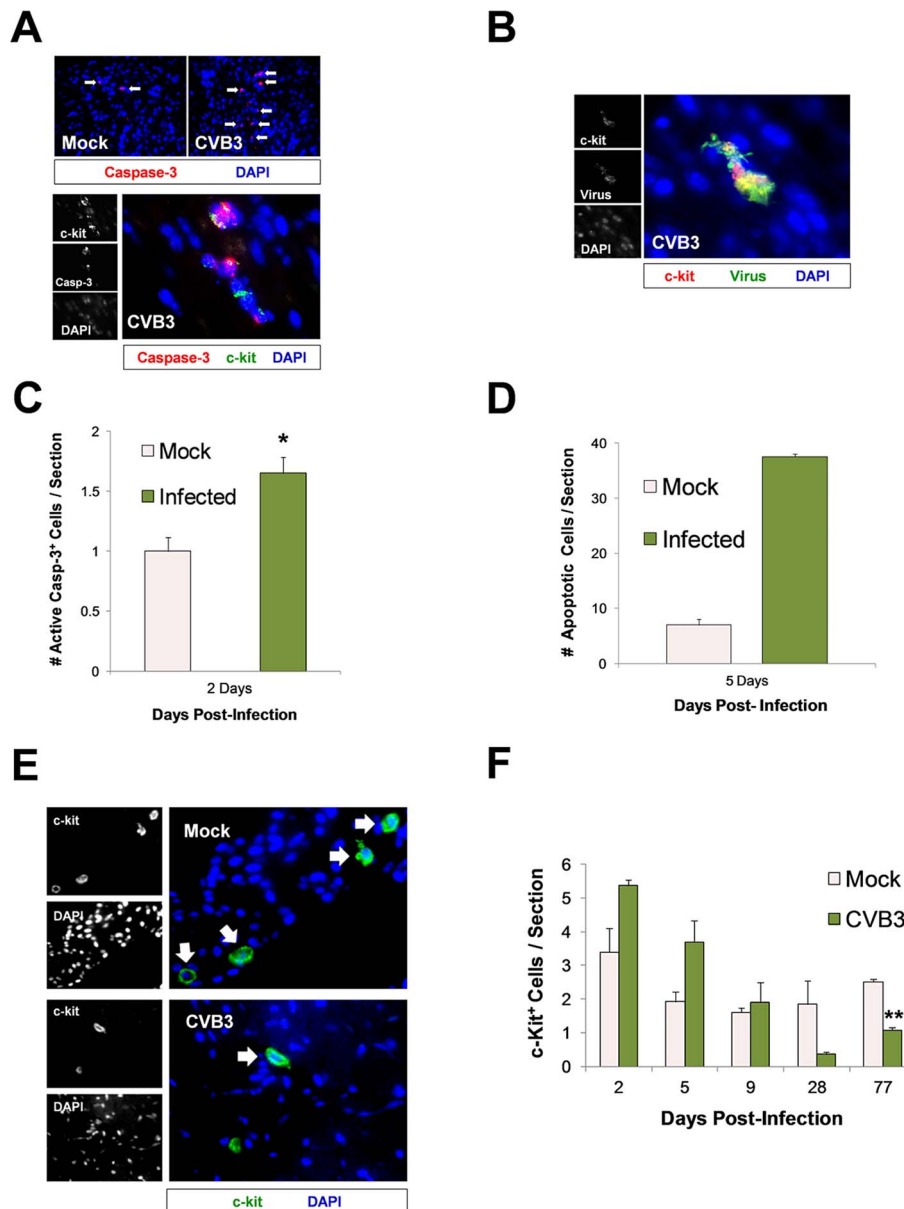 A
Mock
CVB3
Caspase-3 DAPI
c-kit
Casp-3
DAPI
CVB3
Caspase-3 c-kit DAPI
B
c-kit
Virus
DAPI
CVB3
c-kit Virus DAPI
C
# Active Casp-3+ Cells / Section
2
1.5
1
0.5
0
Mock
Infected
*
2 Days
Days Post-Infection
D
# Apoptotic Cells / Section
40
30
20
10
0
Mock
Infected
5 Days
Days Post- Infection
E
c-kit
DAPI
Mock
c-kit
DAPI
CVB3
c-kit DAPI
F
c-Kit+ Cells / Section
6
5
4
3
2
1
0
Mock
CVB3
**
2 5 9 28 77
Days Post-Infection